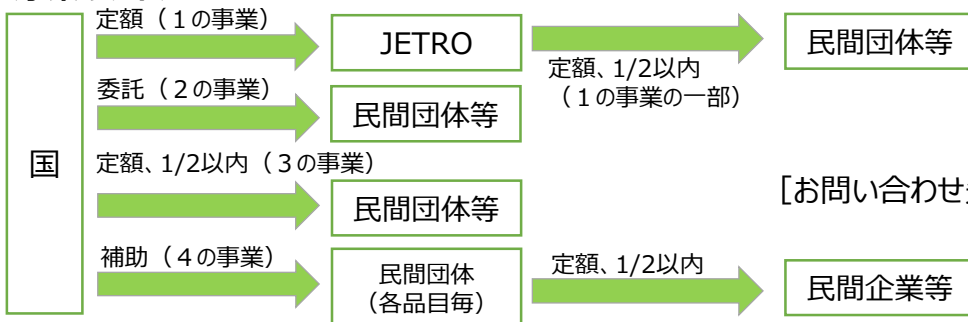 国
定額（１の事業）
JETRO
定額、1/2以内
（１の事業の一部）
民間団体等
委託（２の事業）
民間団体等
定額、1/2以内（３の事業）
民間団体等
[お問い合わせ
補助（４の事業）
民間団体
（各品目毎）
定額、1/2以内
民間企業等